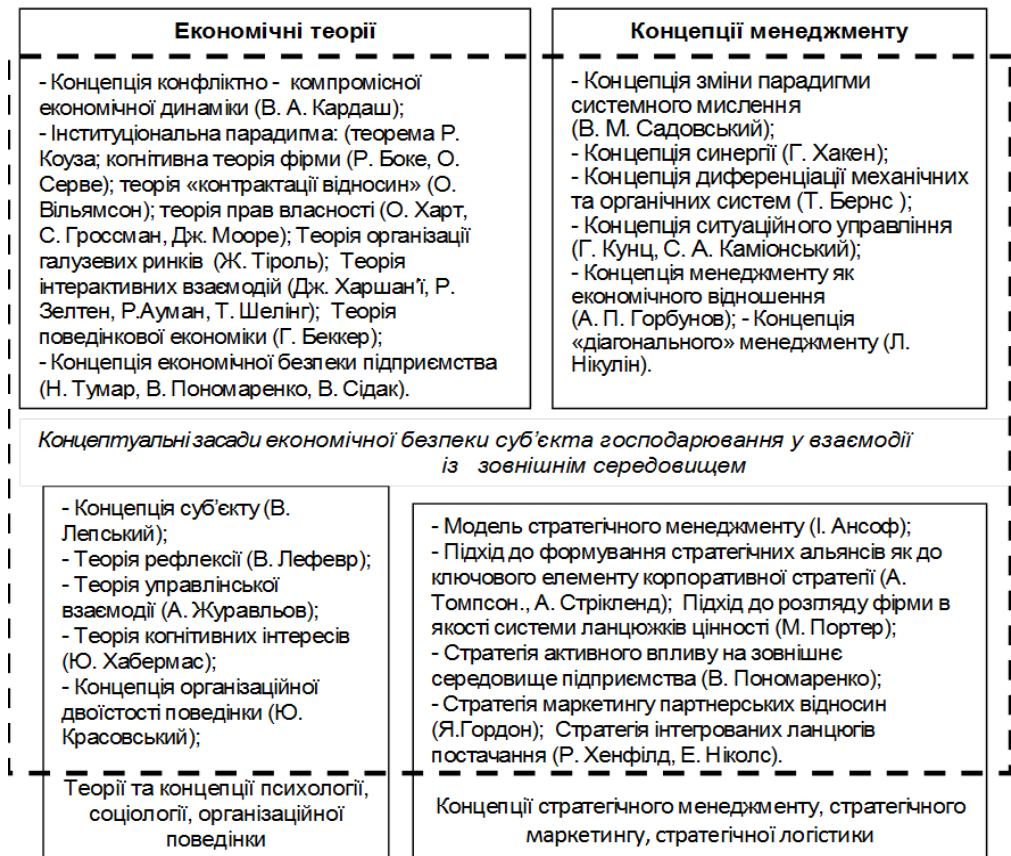 Економічні теорії
- Концепція конфліктно - компромісної
економічної динаміки (В. А. Кардаш);
- Інституціональна парадигма: (теорема Р.
Коуза; когнитивна теорія фірми (Р. Боке, О.
Серве); теорія «контрактації відносин» (О.
Вільямсон); теорія прав власності (О. Харт,
С. Гроссман, Дж. Мооре); Теорія організації
галузевих ринків (Ж. Тіроль); Теорія
інтерактивних взаємодій (Дж. Харшан’ї, Р.
Зелтен, Р.Ауман, Т. Шелінг); Теорія
поведінкової економіки (Г. Беккер);
- Концепція економічної безпеки підприємства
(Н. Тумар, В. Пономаренко, В. Сідак).
Концепції менеджменту
- Концепція зміни парадигми
системного мислення
(В. М. Садовський);
- Концепція синергії (Г. Хакен);
- Концепція диференціації механічних
та органічних систем (Т. Бернс );
- Концепція ситуаційного управління
(Г. Кунц, С. А. Каміонський);
- Концепція менеджменту як
економічного відношення
(А. П. Горбунов); - Концепція
«діагонального» менеджменту (Л.
Нікулін).
Концептуальні засади економічної безпеки суб’єкта господарювання у взаємодії
із зовнішнім середовищем
- Концепція суб’єкту (В.
Лепський);
- Теорія рефлексії (В. Лефевр);
- Теорія управлінської
взаємодії (А. Журавльов);
- Теорія когнітивних інтересів
(Ю. Хабермас);
- Концепція організаційної
двоїстості поведінки (Ю.
Красовський);
Теорії та концепції психології,
соціології, організаційної
поведінки
- Модель стратегічного менеджменту (І. Ансоф);
- Підхід до формування стратегічних альянсів як до
ключового елементу корпоративної стратегії (А.
Томпсон., А. Стрікленд); Підхід до розгляду фірми в
якості системи ланцюжків цінності (М. Портер);
- Стратегія активного впливу на зовнішнє
середовище підприємства (В. Пономаренко);
- Стратегія маркетингу партнерських відносин
(Я.Гордон); Стратегія інтегрованих ланцюгів
постачання (Р. Хенфілд, Е. Ніколс).
Концепції стратегічного менеджменту, стратегічного
маркетингу, стратегічної логістики